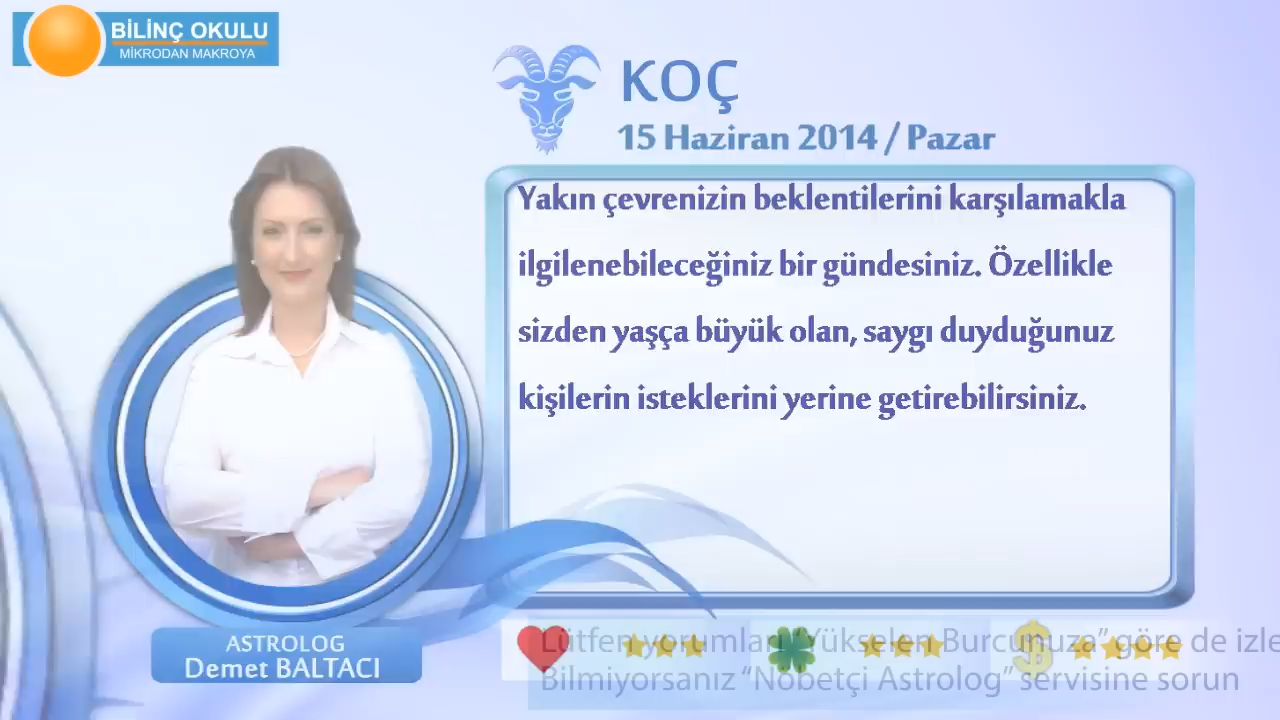 BİLİNÇ OKULU
MİKRODAN MAKROYA
KOÇ
15 Haziran 2014 / Pazar
Yakın çevrenizin beklentilerini karşılamakla
ilgilenebileceğiniz bir gündesiniz. Özellikle
sizden yaşça büyük olan, saygı duyduğunuz
kişilerin isteklerini yerine getirebilirsiniz.
ASTROLOG
Demet BALTACI
Lütfen yorumları "Yükselen Burcunuza" göre de izle
Bilmiyorsanız "Nöbetçi Astrolog" servisine sorun